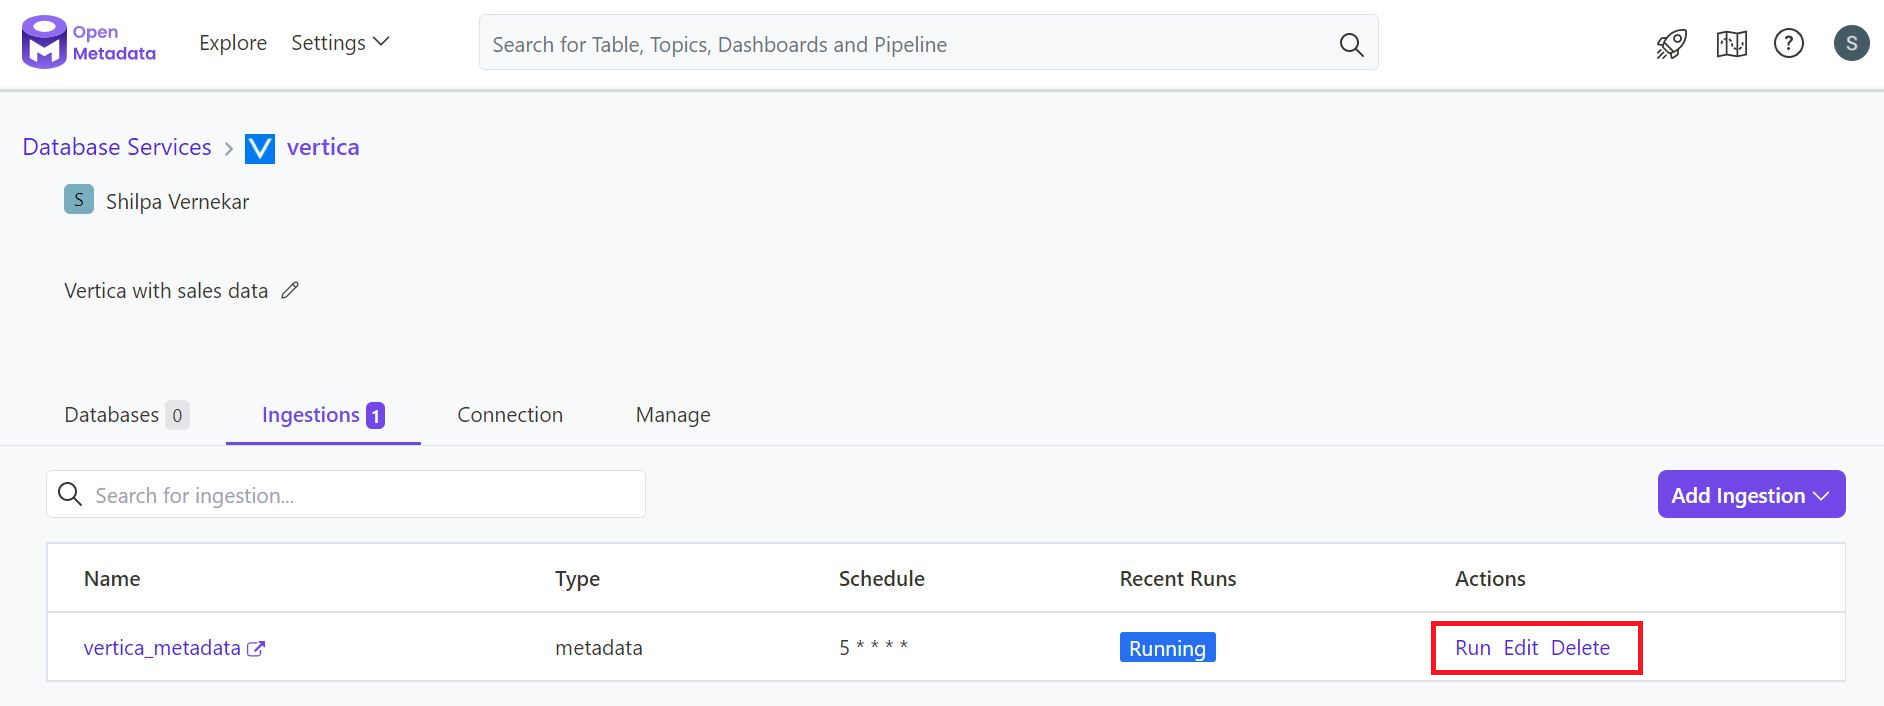 Open
Metadata
Explore Settings
Search for Table, Topics, Dashboards and Pipeline
?
S
Database Services > vertica
S Shilpa Vernekar
Vertica with sales data
Databases 0 Ingestions 1 Connection Manage
Search for ingestion...
Add Ingestion
Name Type Schedule Recent Runs Actions
vertica_metadata metadata 5 * * * * Running Run Edit Delete